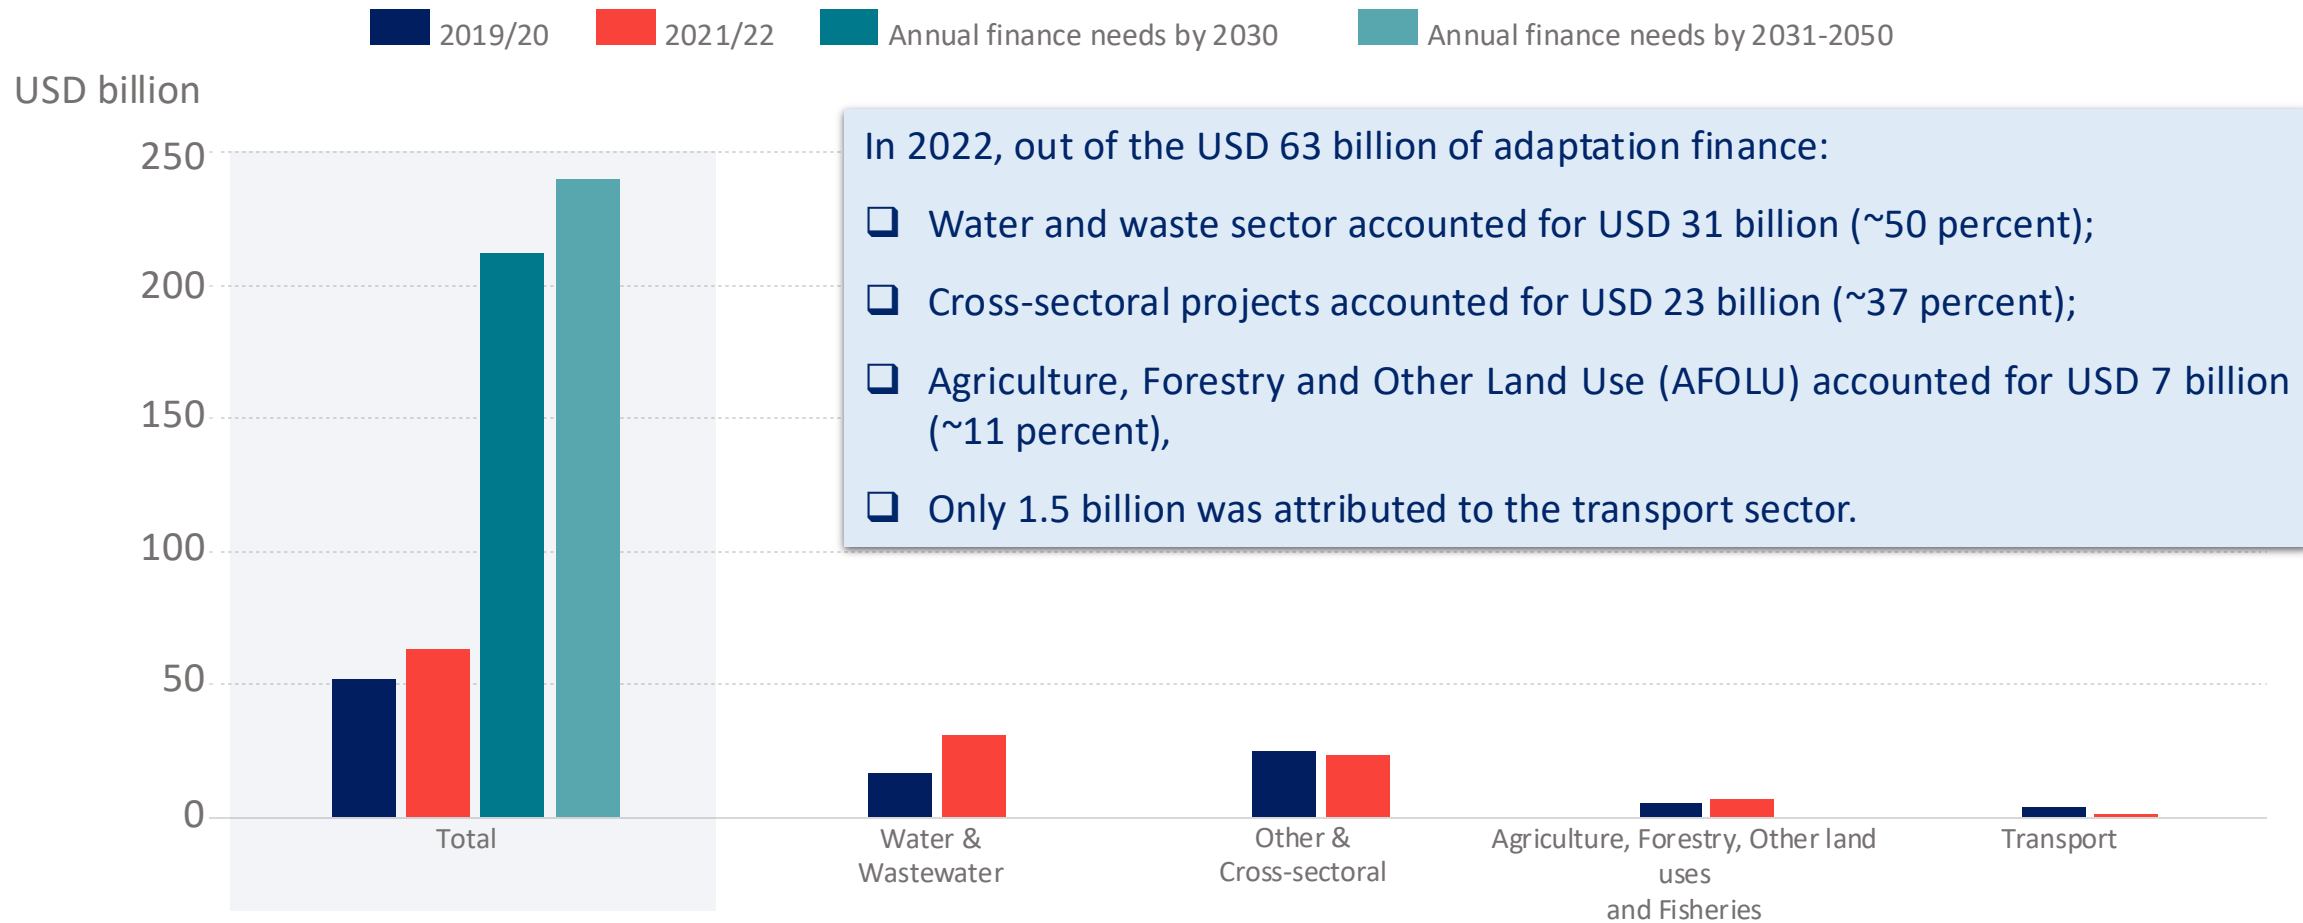 2019/20 2021/22 Annual finance needs by 2030 Annual finance needs by 2031-2050
USD billion
250
200
150
100
50
0
In 2022, out of the USD 63 billion of adaptation finance:
❑ Water and waste sector accounted for USD 31 billion (~50 percent);
❑ Cross-sectoral projects accounted for USD 23 billion (~37 percent);
❑ Agriculture, Forestry and Other Land Use (AFOLU) accounted for USD 7 billion
(~11 percent),
❑ Only 1.5 billion was attributed to the transport sector.
Total
Water &
Wastewater
Other &
Cross-sectoral
Agriculture, Forestry, Other land
uses
and Fisheries
Transport